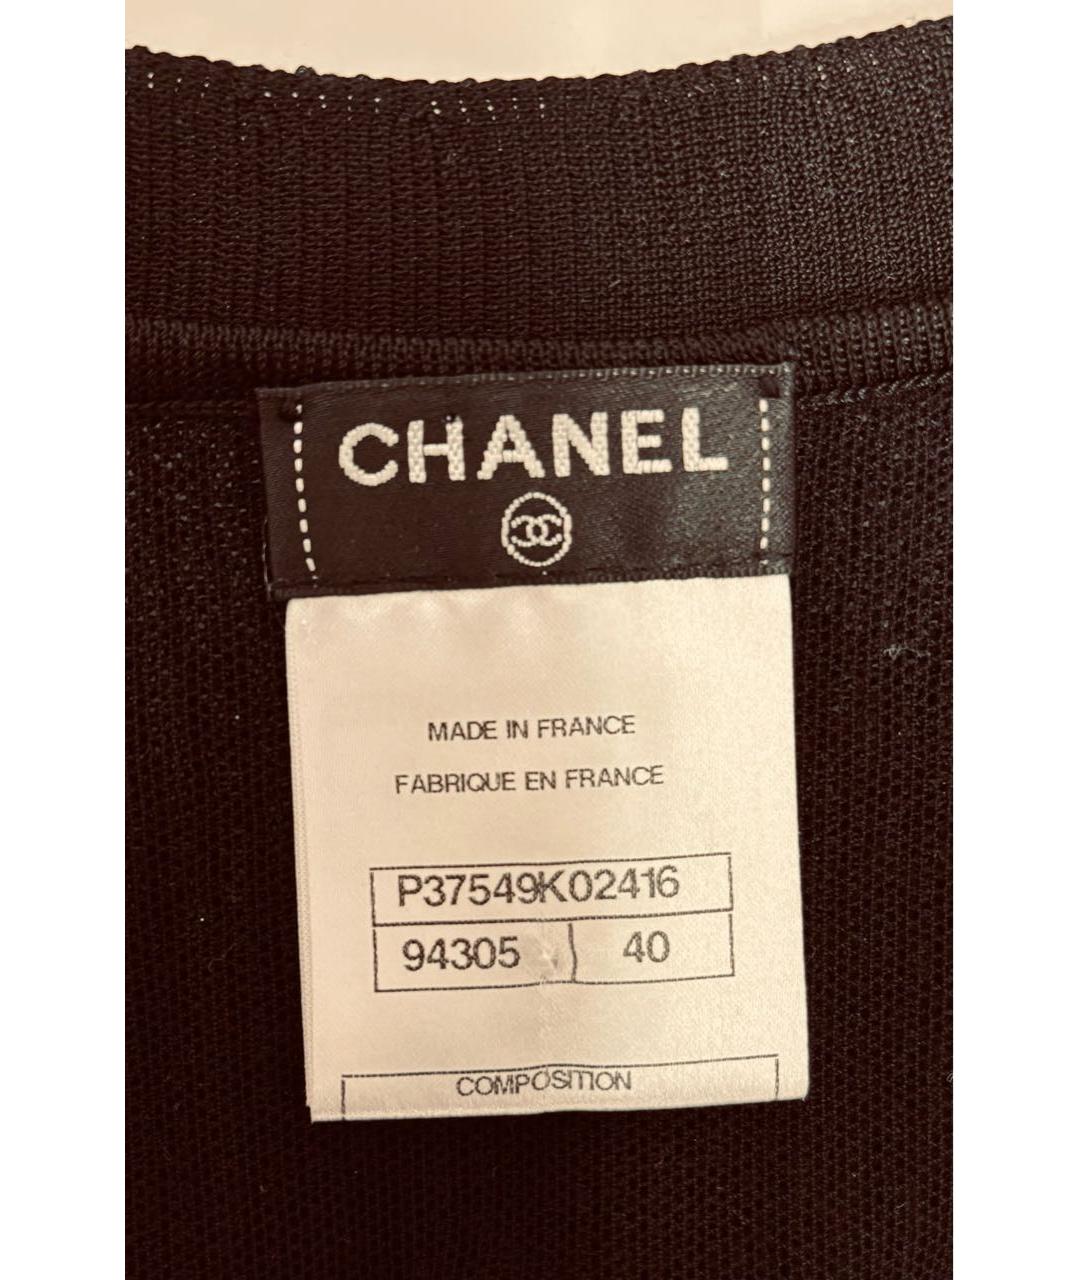 CHANEL
MADE IN FRANCE
FABRIQUE EN FRANCE
P37549K02416
94305 40
COMPOSITION